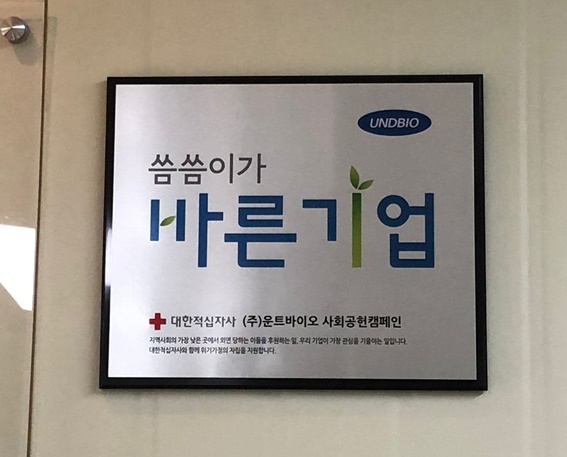 UNDBIO
씀씀이가
바른기업
대한적십자사 (주)운트바이오 사회공헌캠페인
지역사회의 가장 낮은 곳에서 외면 당하는 이들을 후원하는 일, 우리 기업이 가장 관심을 기울이는 일입니다.
대한적십자사와 함께 위기가정의 자립을 지원합니다.